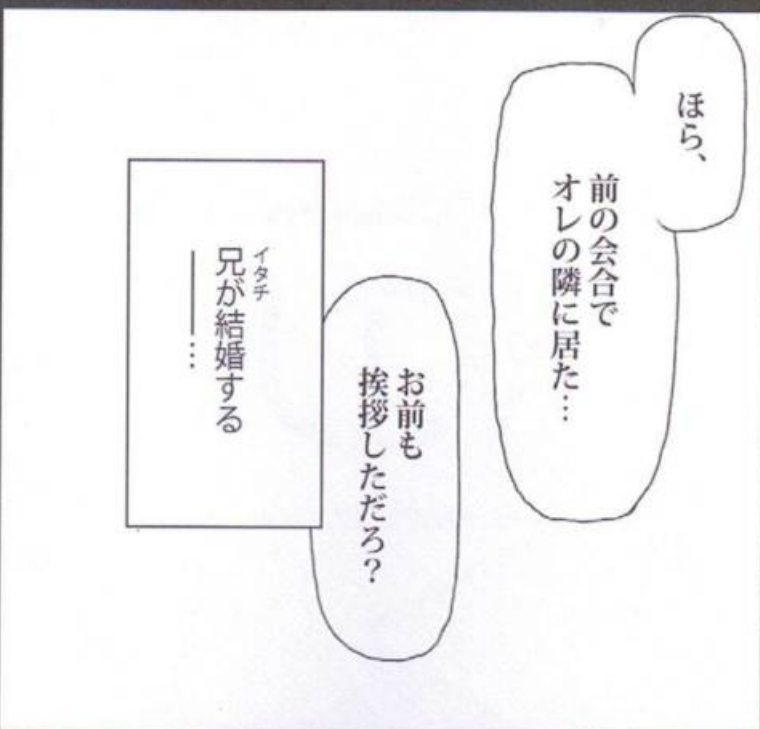 ほら、
前の会合で
オレの隣に居た…
お前も
挨拶しただろ？
イタチ
兄が結婚する
――…